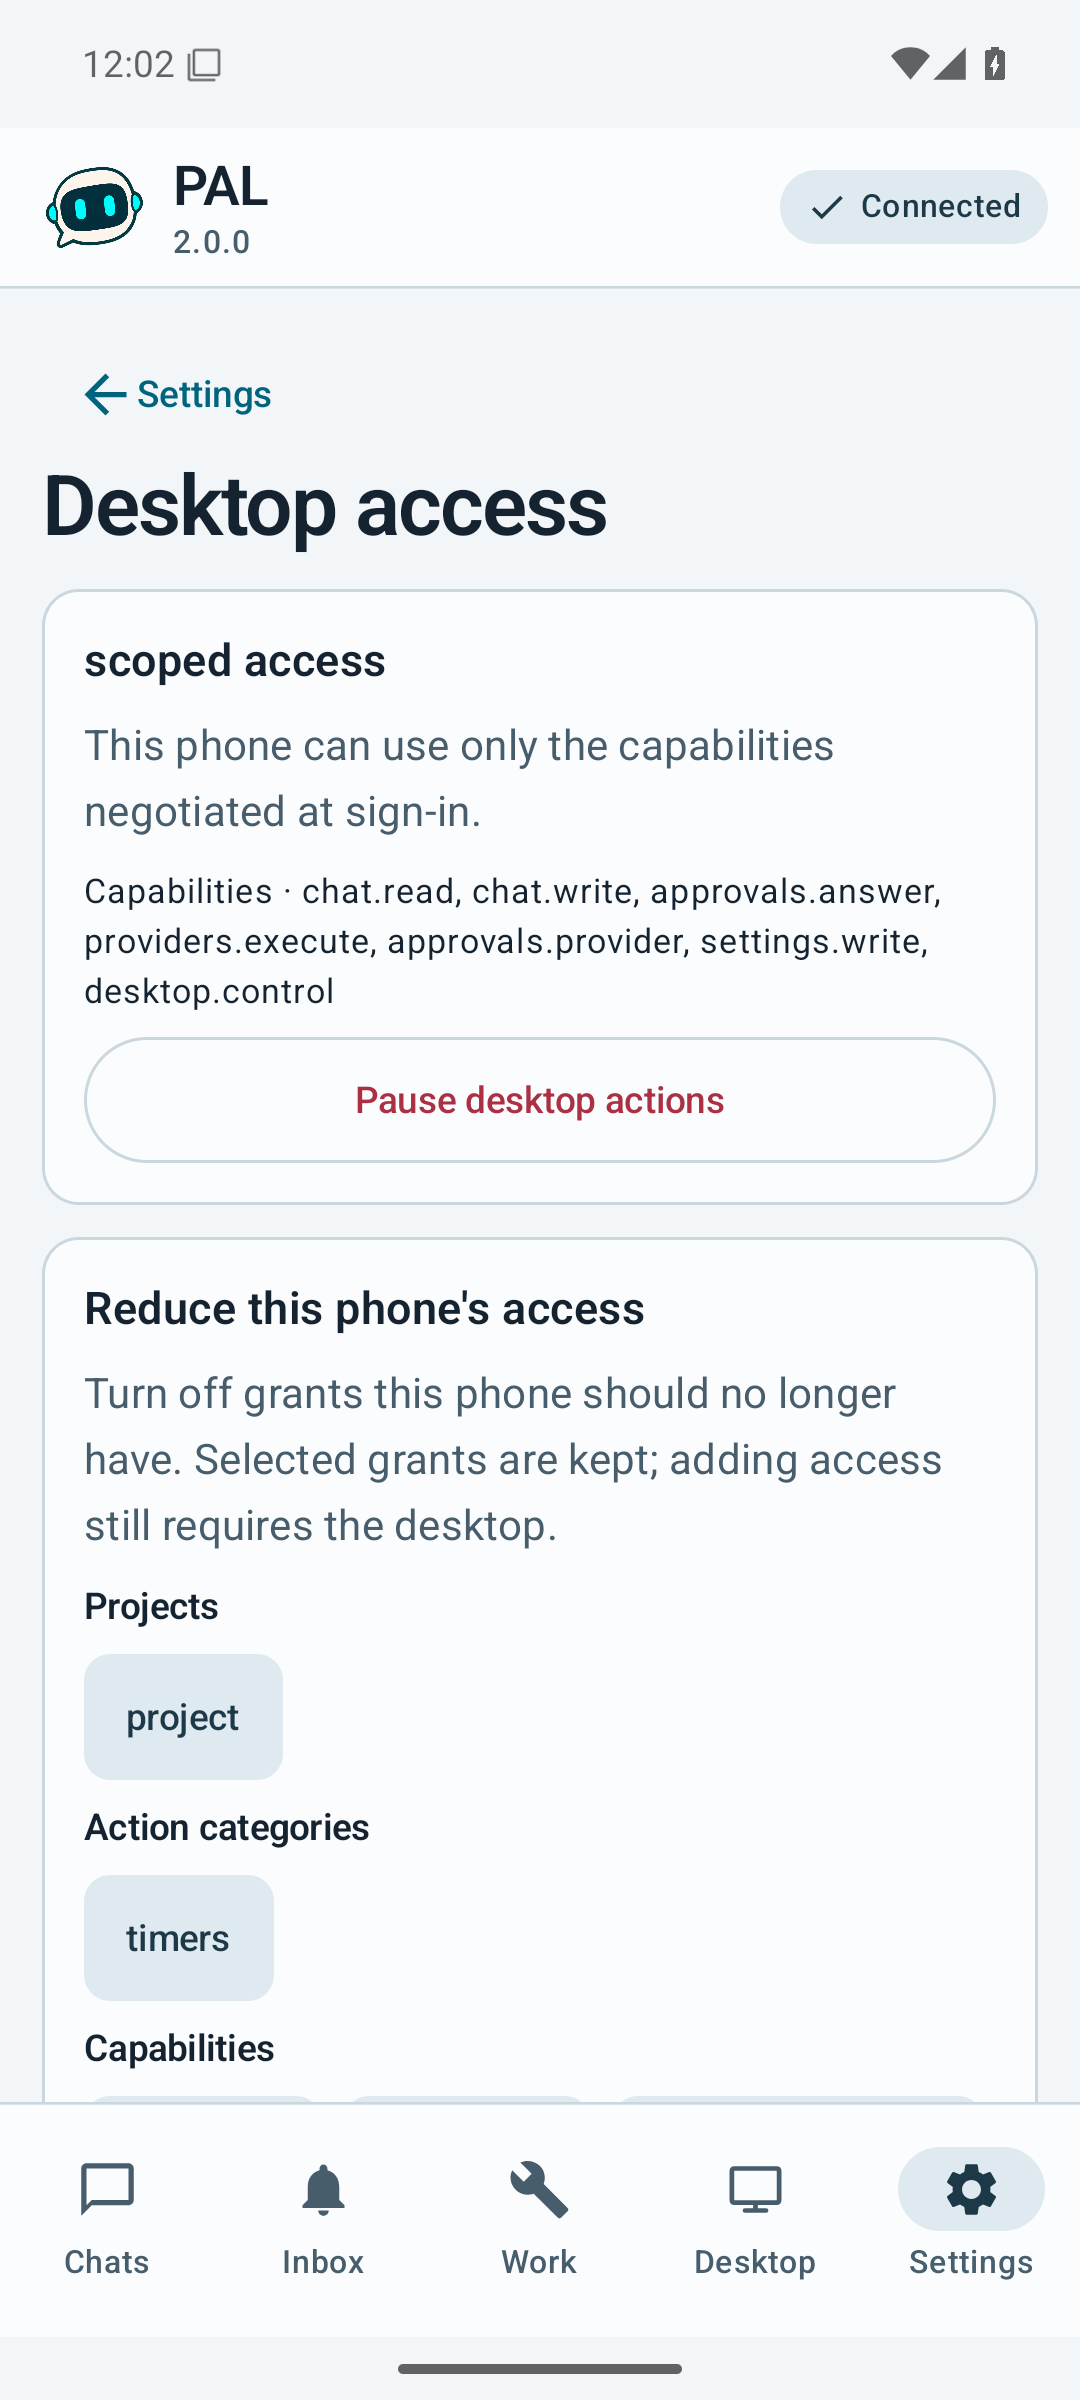 12:02
PAL
2.0.0
Connected
Settings
Desktop access
scoped access
This phone can use only the capabilities
negotiated at sign-in.
Capabilities · chat.read, chat.write, approvals.answer,
providers.execute, approvals.provider, settings.write,
desktop.control
Pause desktop actions
Reduce this phone's access
Turn off grants this phone should no longer
have. Selected grants are kept; adding access
still requires the desktop.
Projects
project
Action categories
timers
Capabilities
Chats
Inbox
Work
Desktop
Settings